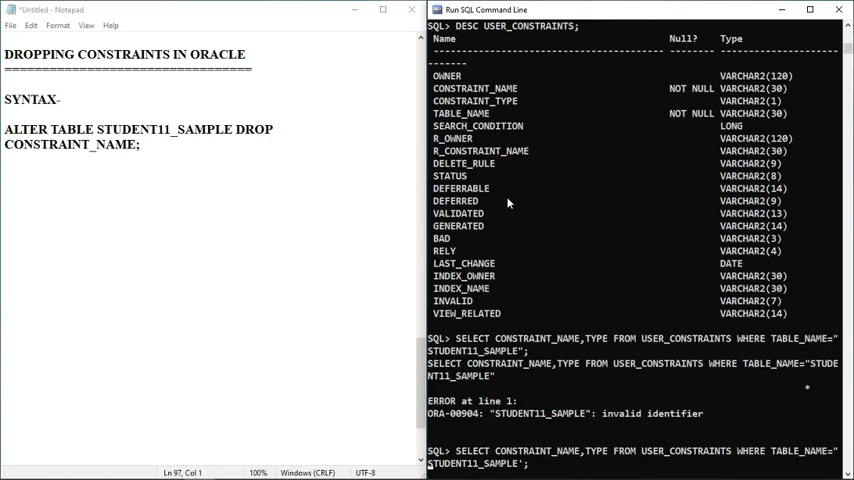 *Untitled - Notepad
File Edit Format View Help
DROPPING CONSTRAINTS IN ORACLE
==================================
SYNTAX-
ALTER TABLE STUDENT11_SAMPLE DROP
CONSTRAINT_NAME;
Ln 97, Col 1 100% Windows (CRLF) UTF-8
Run SQL Command Line
SQL> DESC USER_CONSTRAINTS;
Name Null? Type
----------------------------------------- -------- ---------------------
-------
OWNER VARCHAR2(120)
CONSTRAINT_NAME NOT NULL VARCHAR2(30)
CONSTRAINT_TYPE VARCHAR2(1)
TABLE_NAME NOT NULL VARCHAR2(30)
SEARCH_CONDITION LONG
R_OWNER VARCHAR2(120)
R_CONSTRAINT_NAME VARCHAR2(30)
DELETE_RULE VARCHAR2(9)
STATUS VARCHAR2(8)
DEFERRABLE VARCHAR2(14)
DEFERRED VARCHAR2(9)
VALIDATED VARCHAR2(13)
GENERATED VARCHAR2(14)
BAD VARCHAR2(3)
RELY VARCHAR2(4)
LAST_CHANGE DATE
INDEX_OWNER VARCHAR2(30)
INDEX_NAME VARCHAR2(30)
INVALID VARCHAR2(7)
VIEW_RELATED VARCHAR2(14)
SQL> SELECT CONSTRAINT_NAME,TYPE FROM USER_CONSTRAINTS WHERE TABLE_NAME="
STUDENT11_SAMPLE";
SELECT CONSTRAINT_NAME,TYPE FROM USER_CONSTRAINTS WHERE TABLE_NAME="STUDE
NT11_SAMPLE"
*
ERROR at line 1:
ORA-00904: "STUDENT11_SAMPLE": invalid identifier
SQL> SELECT CONSTRAINT_NAME,TYPE FROM USER_CONSTRAINTS WHERE TABLE_NAME="
STUDENT11_SAMPLE';